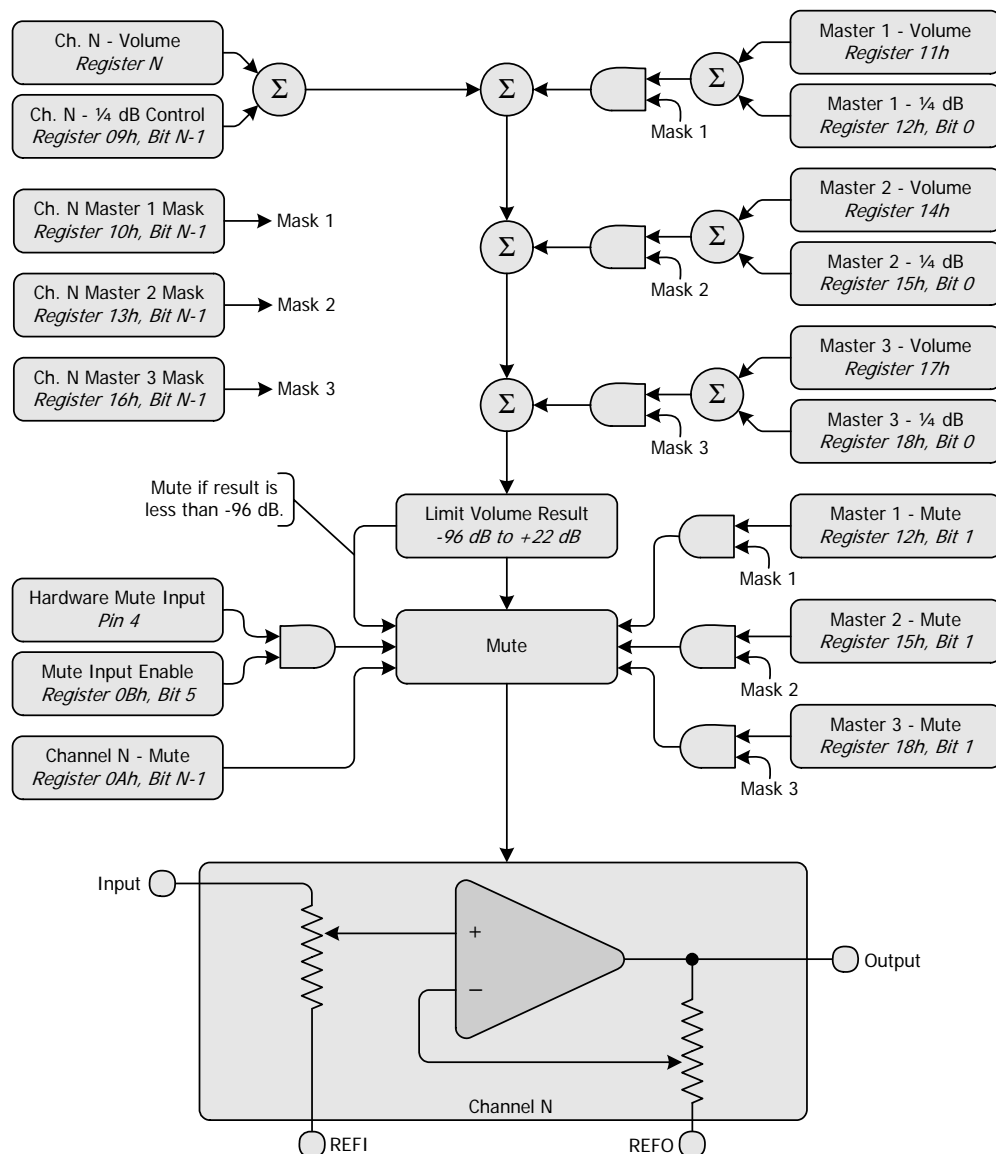 Ch. N - Volume
Register N
Ch. N - ¼ dB Control
Register 09h, Bit N-1
Σ
Σ
Mask 1
Σ
Master 1 - Volume
Register 11h
Master 1 - ¼ dB
Register 12h, Bit 0
Ch. N Master 1 Mask
Register 10h, Bit N-1
Mask 1
Ch. N Master 2 Mask
Register 13h, Bit N-1
Mask 2
Ch. N Master 3 Mask
Register 16h, Bit N-1
Mask 3
Σ
Mask 2
Σ
Master 2 - Volume
Register 14h
Master 2 - ¼ dB
Register 15h, Bit 0
Σ
Mask 3
Σ
Master 3 - Volume
Register 17h
Master 3 - ¼ dB
Register 18h, Bit 0
Mute if result is
less than -96 dB.
Limit Volume Result
-96 dB to +22 dB
Mask 1
Master 1 - Mute
Register 12h, Bit 1
Hardware Mute Input
Pin 4
Mute Input Enable
Register 0Bh, Bit 5
Channel N - Mute
Register 0Ah, Bit N-1
Mute
Mask 2
Master 2 - Mute
Register 15h, Bit 1
Mask 3
Master 3 - Mute
Register 18h, Bit 1
Input
+
−
Output
Channel N
REFI
REFO